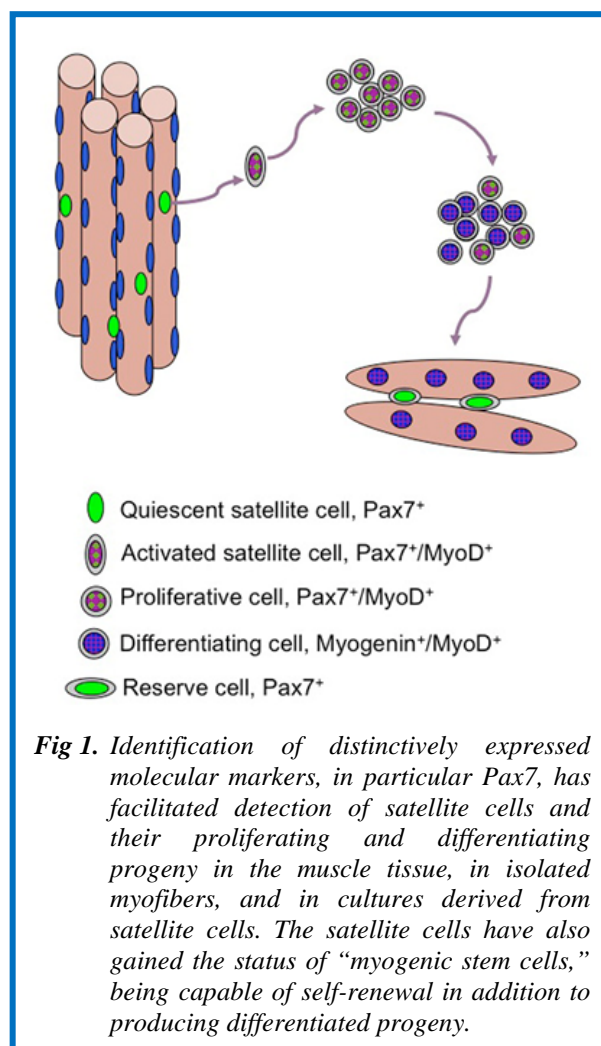 Quiescent satellite cell, Pax7⁺
Activated satellite cell, Pax7⁺/MyoD⁺
Proliferative cell, Pax7⁺/MyoD⁺
Differentiating cell, Myogenin⁺/MyoD⁺
Reserve cell, Pax7⁺
Fig 1. Identification of distinctively expressed
molecular markers, in particular Pax7, has
facilitated detection of satellite cells and
their proliferating and differentiating
progeny in the muscle tissue, in isolated
myofibers, and in cultures derived from
satellite cells. The satellite cells have also
gained the status of “myogenic stem cells,”
being capable of self-renewal in addition to
producing differentiated progeny.